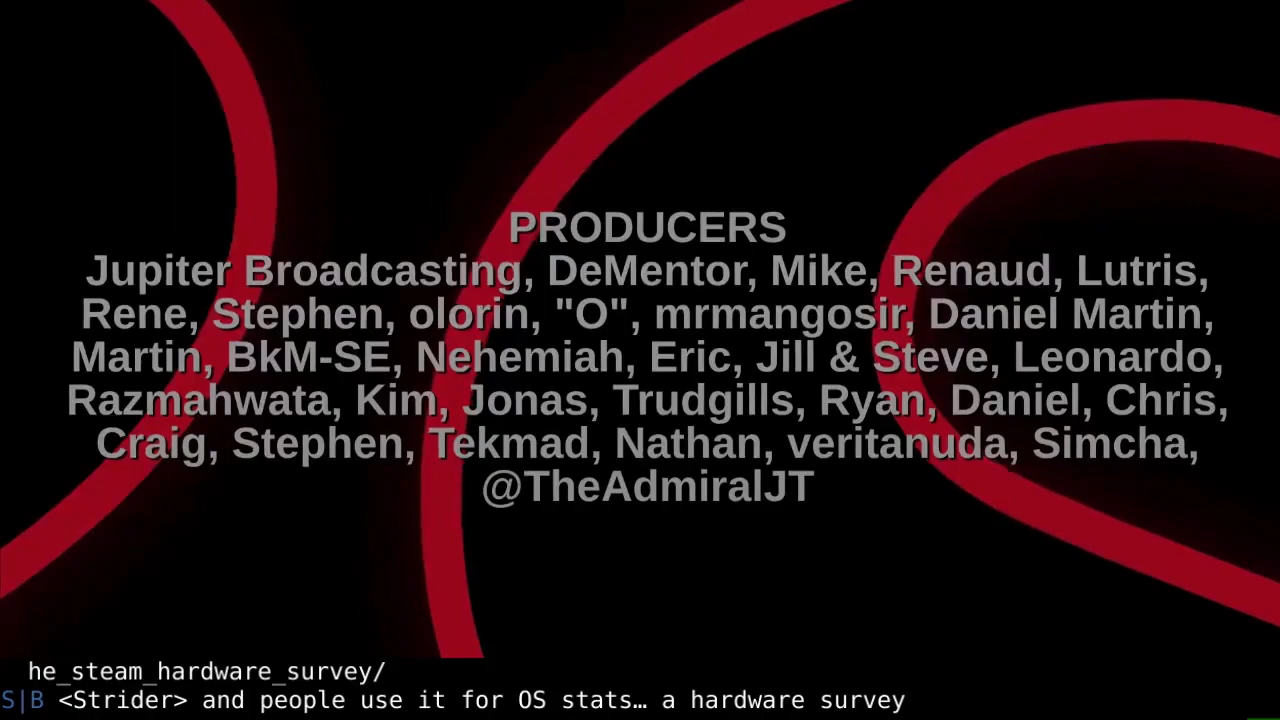 PRODUCERS
Jupiter Broadcasting, DeMentor, Mike, Renaud, Lutris,
Rene, Stephen, olorin, "O", mrmangosir, Daniel Martin,
Martin, BkM-SE, Nehemiah, Eric, Jill & Steve, Leonardo,
Razmahwata, Kim, Jonas, Trudgills, Ryan, Daniel, Chris,
Craig, Stephen, Tekmad, Nathan, veritanuda, Simcha,
@TheAdmiralJT
he_steam_hardware_survey/
S|B <Strider> and people use it for OS stats… a hardware survey